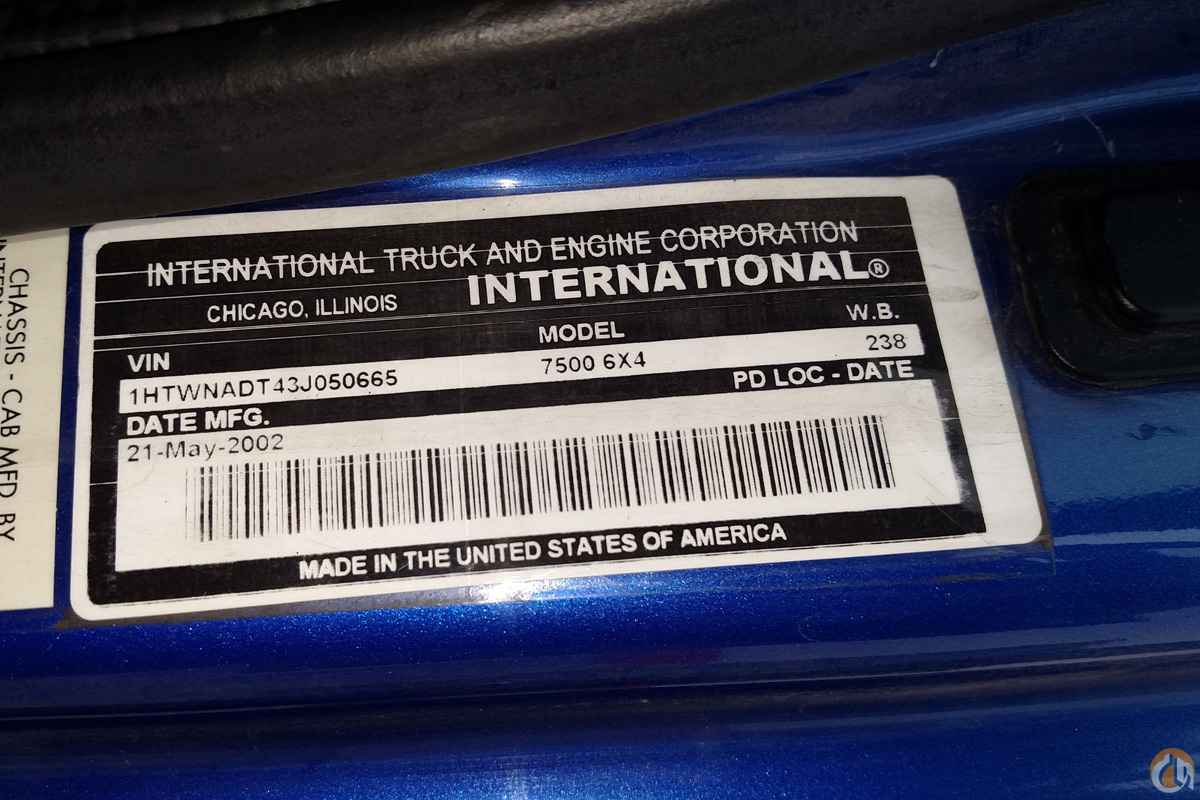 INTERNATIONAL TRUCK AND ENGINE CORPORATION
CHICAGO, ILLINOIS
INTERNATIONAL®
VIN
MODEL
W.B.
1HTWNADT43J050665
7500 6X4
238
DATE MFG.
PD LOC - DATE
21-May-2002
MADE IN THE UNITED STATES OF AMERICA
CHASSIS - CAB MFD BY